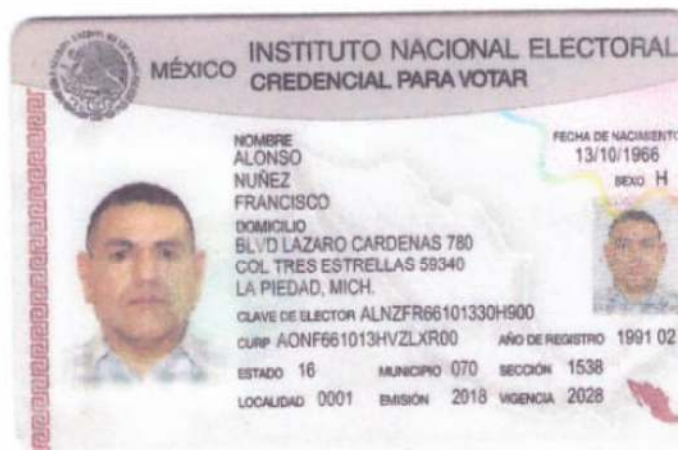 MÉXICO
INSTITUTO NACIONAL ELECTORAL
CREDENCIAL PARA VOTAR
NOMBRE
ALONSO
NUÑEZ
FRANCISCO
FECHA DE NACIMIENTO
13/10/1966
SEXO H
DOMICILIO
BLVD LAZARO CARDENAS 780
COL TRES ESTRELLAS 59340
LA PIEDAD, MICH.
CLAVE DE ELECTOR ALNZFR66101330H900
CURP AONF661013HVZLXR00 AÑO DE REGISTRO 1991 02
ESTADO 16 MUNICIPIO 070 SECCIÓN 1538
LOCALIDAD 0001 EMISIÓN 2018 VIGENCIA 2028